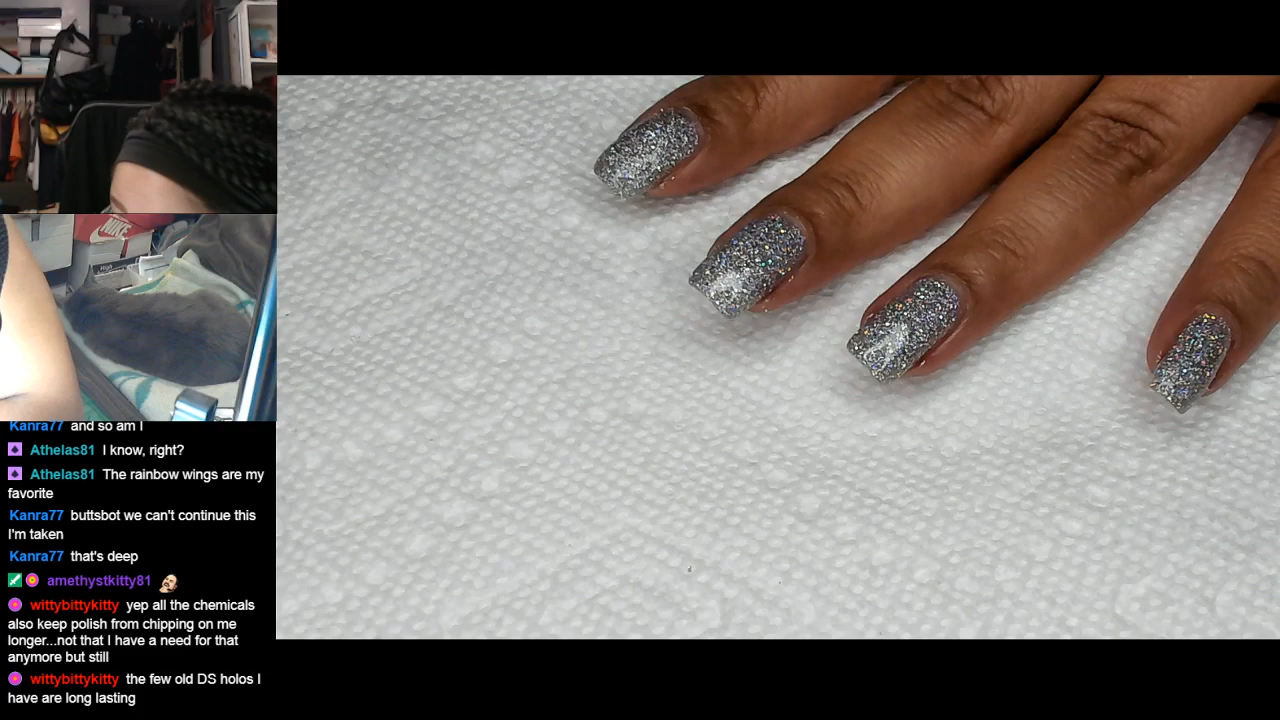 NIKE
High
Kanra77 and so am I
Athelas81 I know, right?
Athelas81 The rainbow wings are my
favorite
Kanra77 buttsbot we can't continue this
I'm taken
Kanra77 that's deep
amethystkitty81
wittybittykitty yep all the chemicals
also keep polish from chipping on me
longer...not that I have a need for that
anymore but still
wittybittykitty the few old DS holos I
have are long lasting